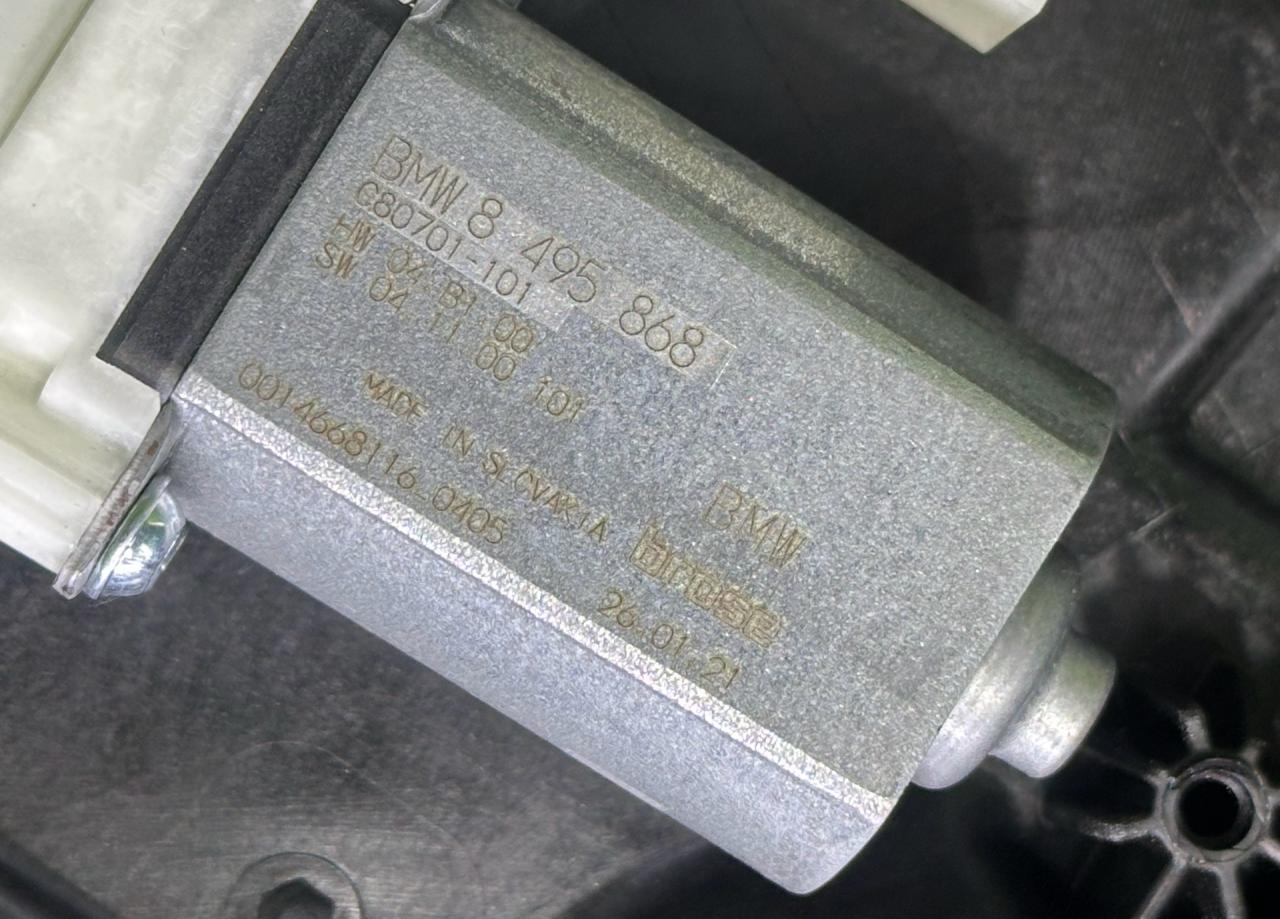 BMW 8 495 868
C80701-101
HW 04 B1 00
SW 04 11 00 101
MADE IN SLOVAKIA
0014668116_0405
BMW
brose
26.01.21